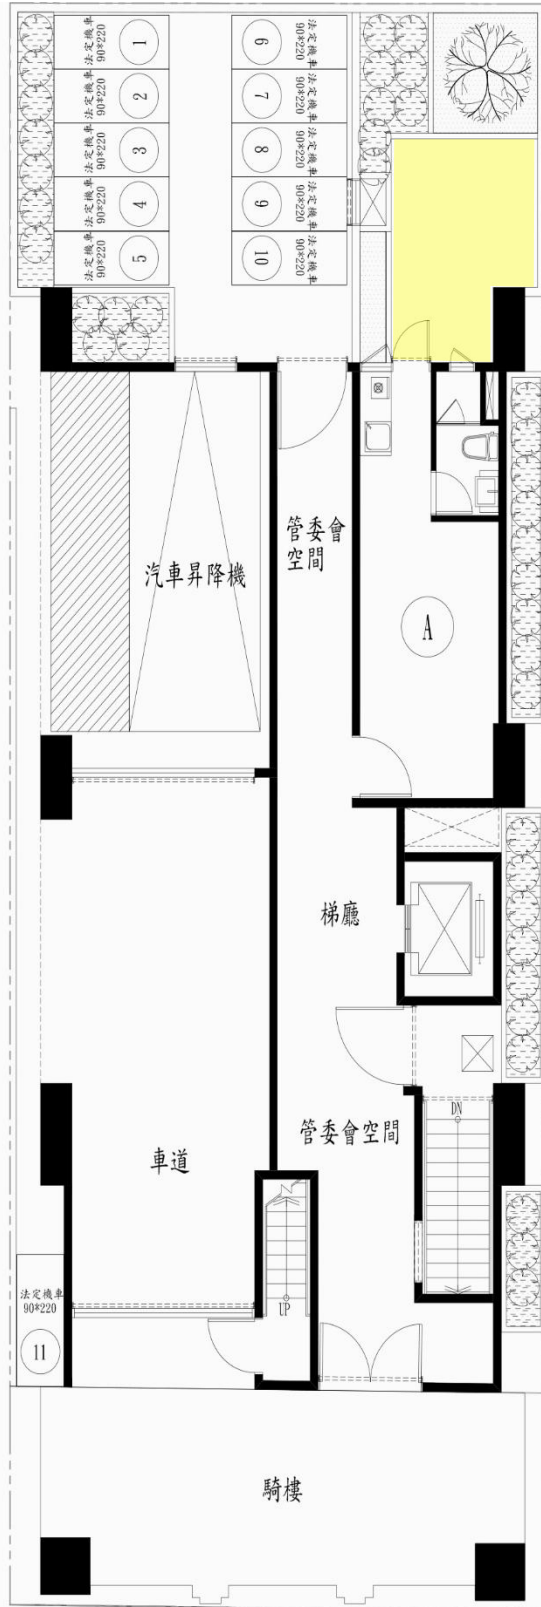 法定機車
90*220
1
6
法定機車
90*220
法定機車
90*220
2
7
法定機車
90*220
法定機車
90*220
3
8
法定機車
90*220
法定機車
90*220
4
9
法定機車
90*220
法定機車
90*220
5
10
法定機車
90*220
管委會
空間
汽車昇降機
A
梯廳
DN
管委會空間
車道
法定機車
90*220
11
UP
騎樓